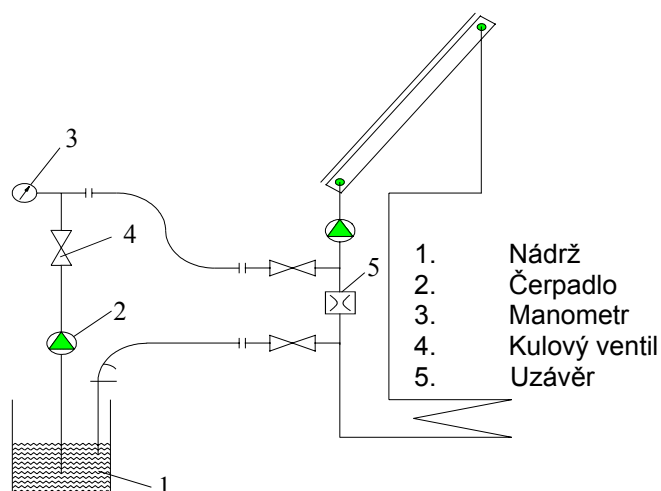 3
4
5
2
1
1. Nádrž
2. Čerpadlo
3. Manometr
4. Kulový ventil
5. Uzávěr